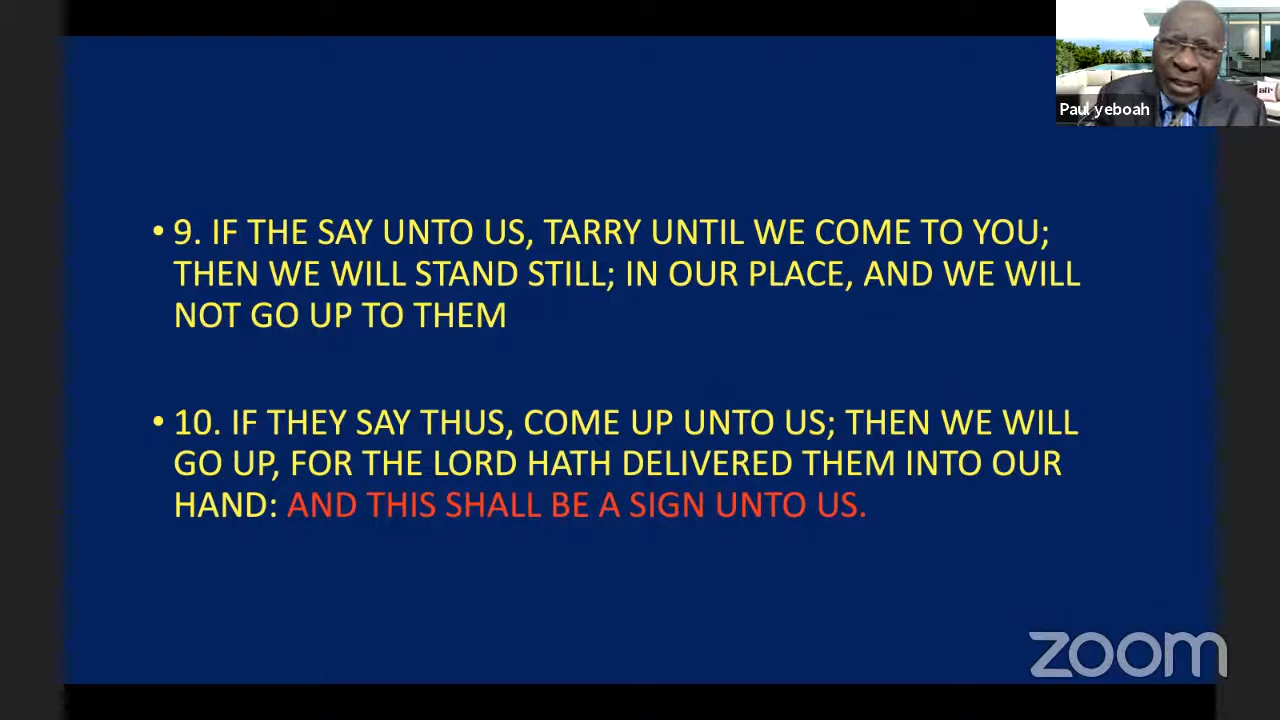 Paul yeboah
• 9. IF THE SAY UNTO US, TARRY UNTIL WE COME TO YOU;
THEN WE WILL STAND STILL; IN OUR PLACE, AND WE WILL
NOT GO UP TO THEM
• 10. IF THEY SAY THUS, COME UP UNTO US; THEN WE WILL
GO UP, FOR THE LORD HATH DELIVERED THEM INTO OUR
HAND: AND THIS SHALL BE A SIGN UNTO US.
zoom